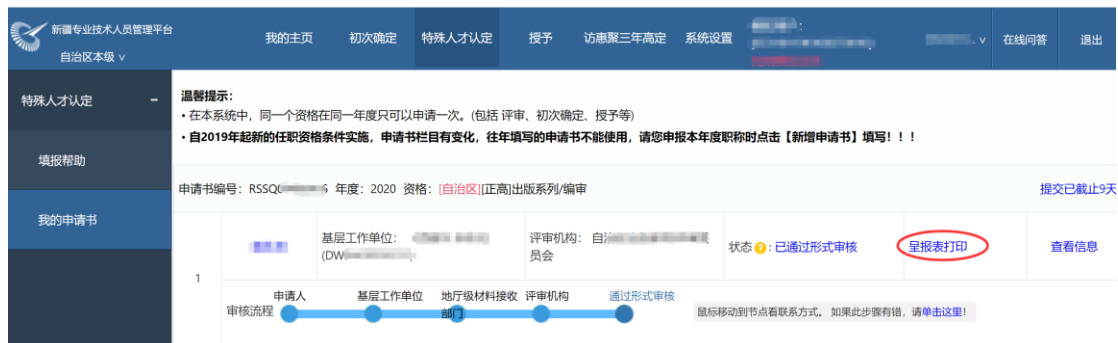 新疆专业技术人员管理平台
自治区本级 ∨
我的主页 初次确定 特殊人才认定 授予 访惠聚三年高定 系统设置 在线问答 退出
特殊人才认定 −
填报帮助
我的申请书
温馨提示：
• 在本系统中，同一个资格在同一年度只可以申请一次。(包括 评审、初次确定、授予等)
• 自2019年起新的任职资格条件实施，申请书栏目有变化，往年填写的申请书不能使用，请您申报本年度职称时点击【新增申请书】填写！！！
申请书编号：RSSQ 年度：2020 资格：[自治区][正高]出版系列/编审 提交已截止9天
1
基层工作单位：
(DW
评审机构：自
员会
状态 ? : 已通过形式审核
呈报表打印
查看信息
审核流程
申请人 基层工作单位 地厅级材料接收部门 评审机构 通过形式审核
鼠标移动到节点看联系方式。 如果此步骤有错，请单击这里！